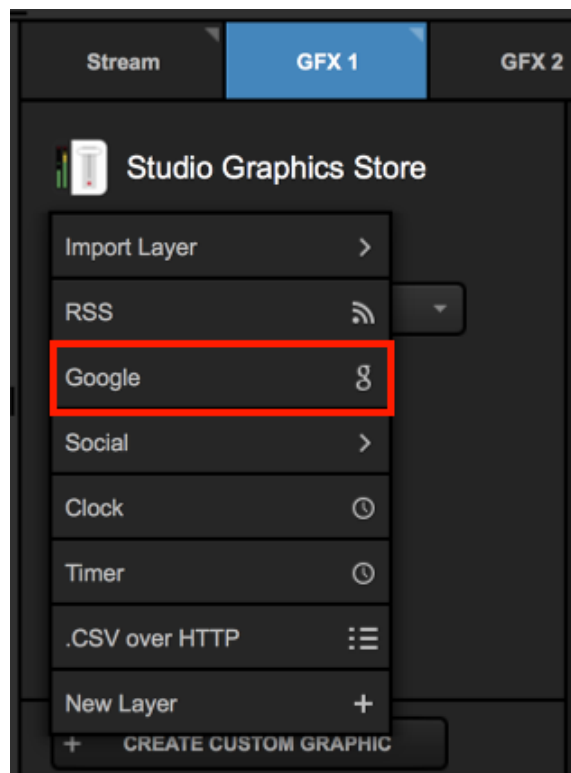 Stream
GFX 1
GFX 2
Studio Graphics Store
Import Layer
RSS
Google
Social
Clock
Timer
.CSV over HTTP
New Layer +
+ CREATE CUSTOM GRAPHIC